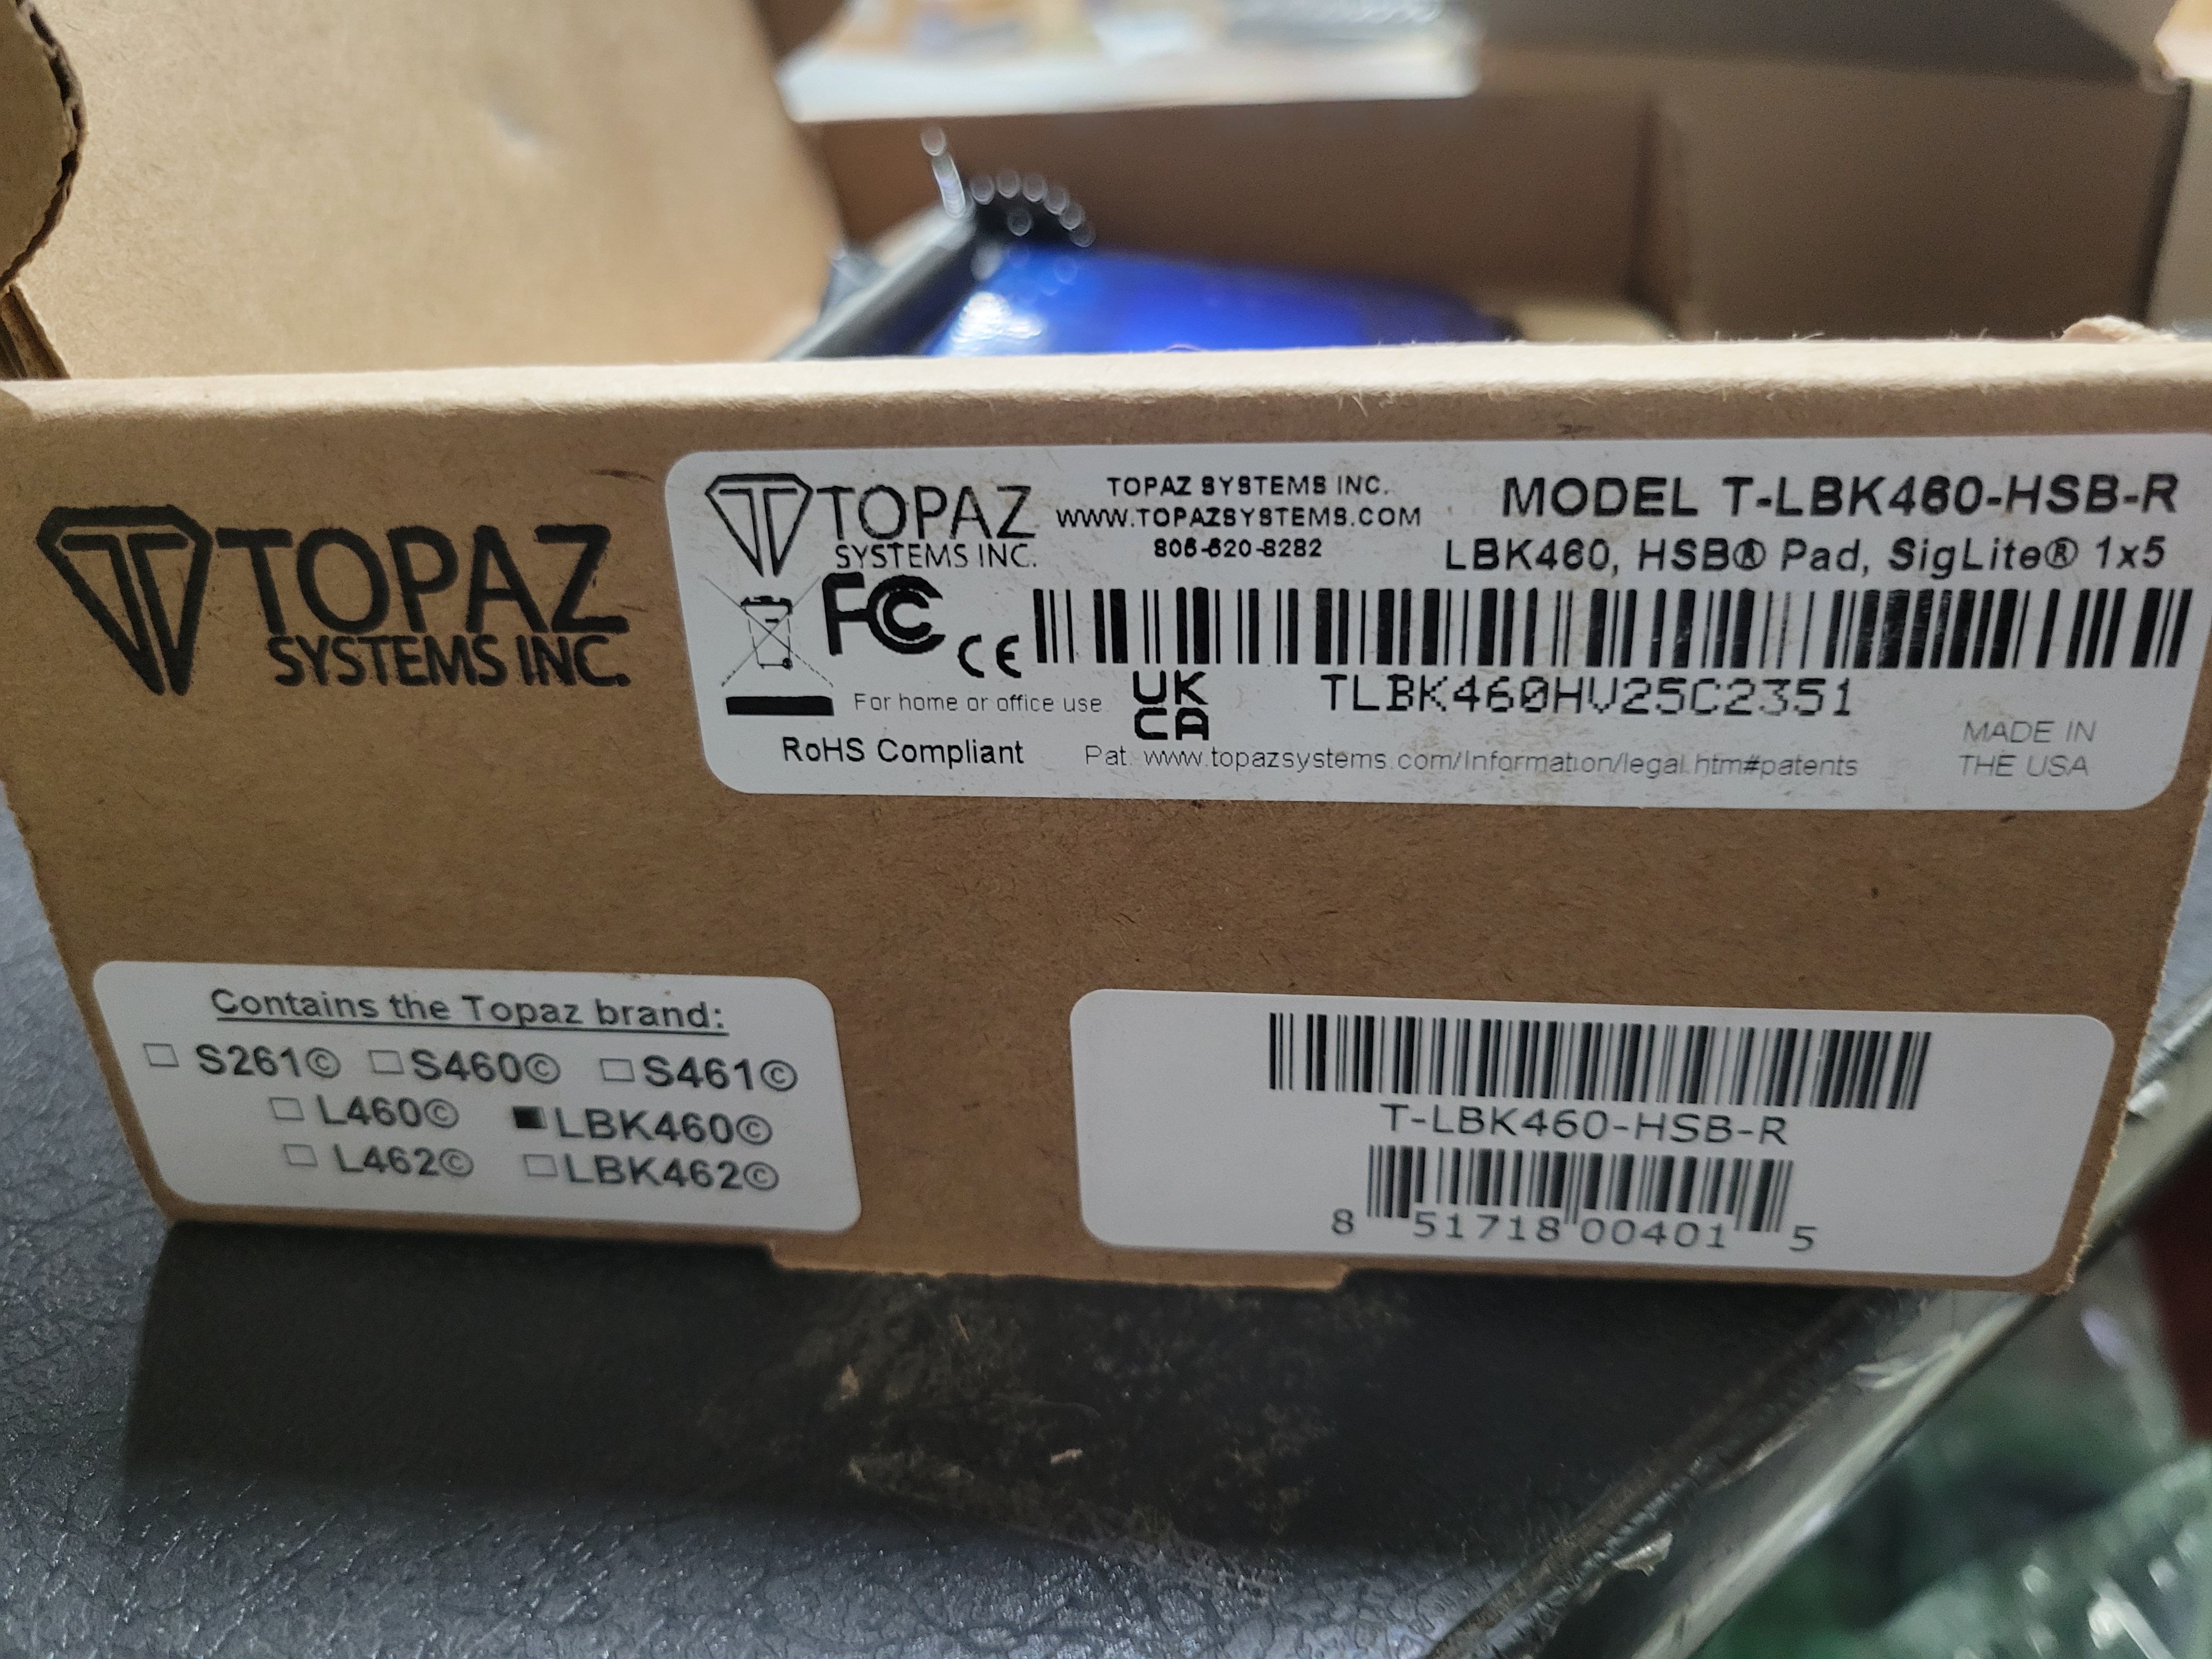 TOPAZ
SYSTEMS INC.
TOPAZ
SYSTEMS INC.
TOPAZ SYSTEMS INC.
WWW.TOPAZSYSTEMS.COM
805-520-8282
MODEL T-LBK460-HSB-R
LBK460, HSB® Pad, SigLite® 1x5
FC CE
For home or office use
UK
CA
TLBK460HV25C2351
RoHS Compliant
Pat. www.topazsystems.com/Information/legal.htm#patents
MADE IN
THE USA
Contains the Topaz brand:
S261© S460© S461©
L460© LBK460©
L462© LBK462©
T-LBK460-HSB-R
8 51718 00401 5